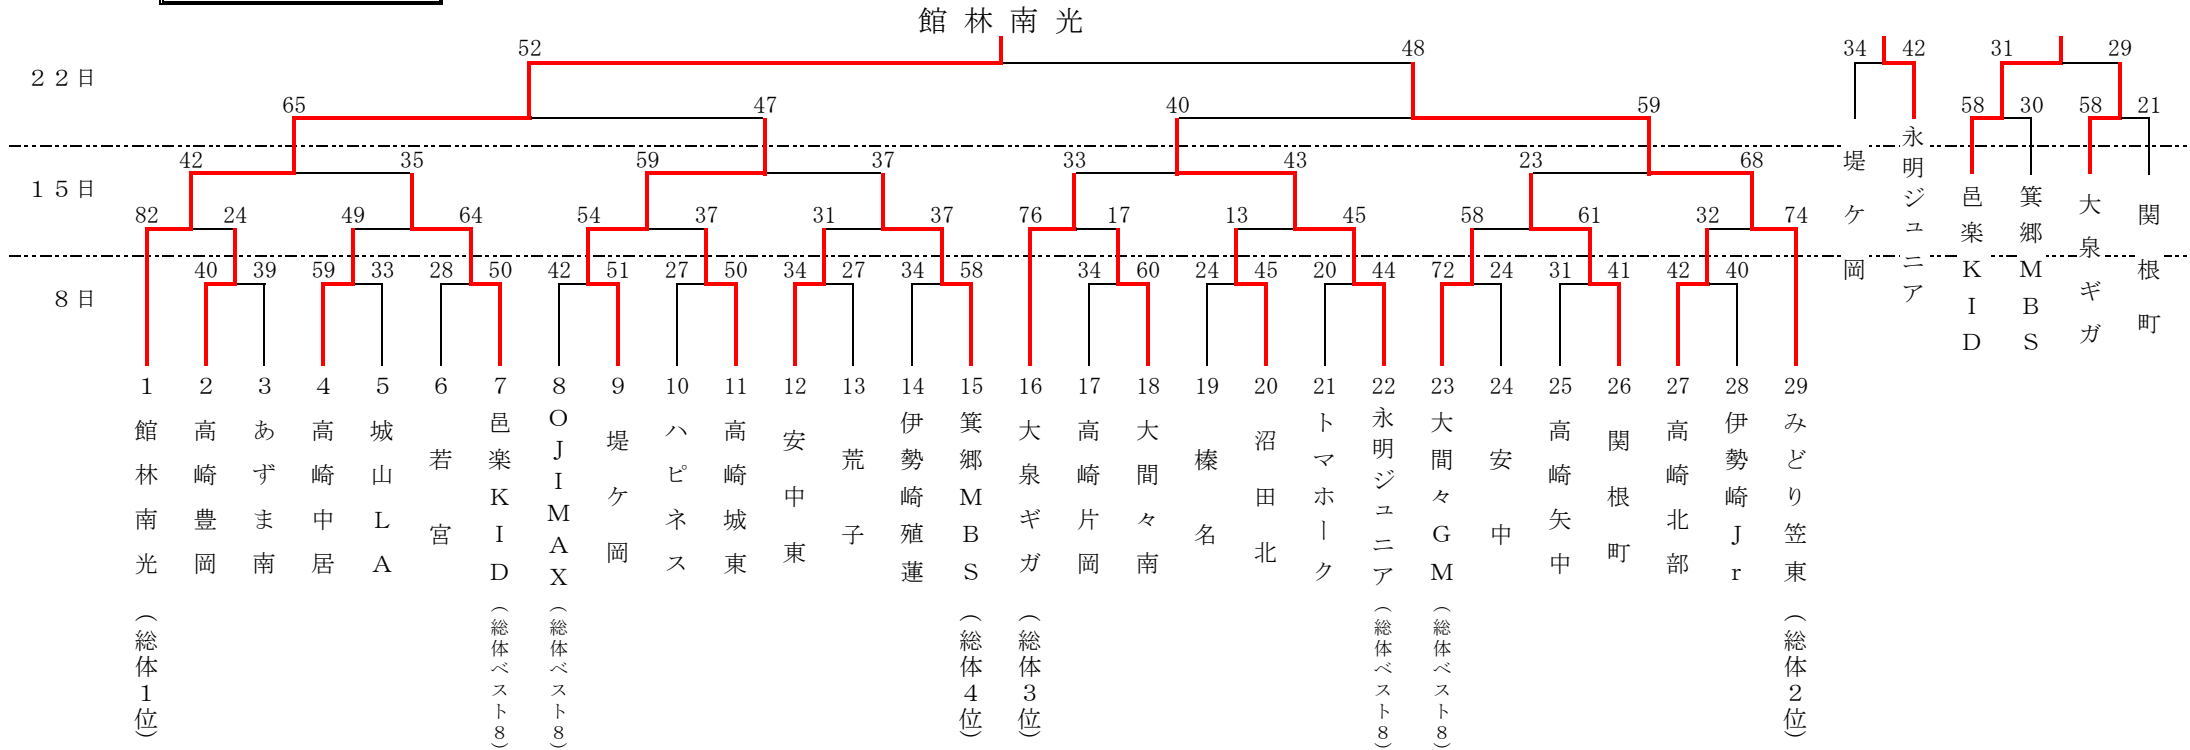 館林南光
52 48 34 42 31 29
２２日
65 47 40 59 58 30 58 21
42 35 59 37 33 43 23 68
１５日
82 24 49 64 54 37 31 37 76 17 13 45 58 61 32 74
40 39 59 33 28 50 42 51 27 50 34 27 34 58 34 60 24 45 20 44 72 24 31 41 42 40
８日
堤ケ岡
永明ジュニア
邑楽ＫＩＤ
箕郷ＭＢＳ
大泉ギガ
関根町
1 館林南光（総体１位）
2 高崎豊岡
3 あずま南
4 高崎中居
5 城山ＬＡ
6 若宮
7 邑楽ＫＩＤ（総体ベスト８）
8 ＯＪＩＭＡＸ（総体ベスト８）
9 堤ケ岡
10 ハピネス
11 高崎城東
12 安中東
13 荒子
14 伊勢崎殖蓮
15 箕郷ＭＢＳ（総体４位）
16 大泉ギガ（総体３位）
17 高崎片岡
18 大間々南
19 榛名
20 沼田北
21 トマホーク
22 永明ジュニア（総体ベスト８）
23 大間々ＧＭ（総体ベスト８）
24 安中
25 高崎矢中
26 関根町
27 高崎北部
28 伊勢崎Ｊｒ
29 みどり笠東（総体２位）